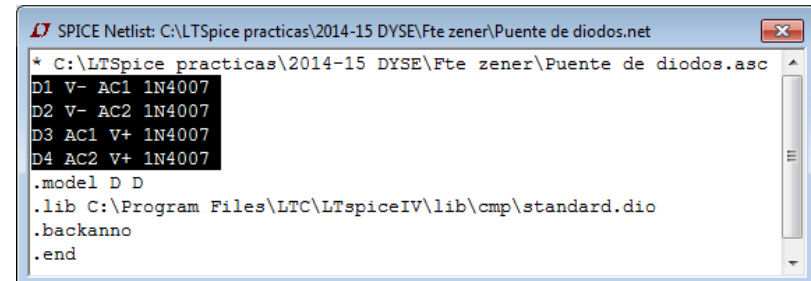 SPICE Netlist: C:\LTSpice practicas\2014-15 DYSE\Fte zener\Puente de diodos.net
* C:\LTSpice practicas\2014-15 DYSE\Fte zener\Puente de diodos.asc
D1 V- AC1 1N4007
D2 V- AC2 1N4007
D3 AC1 V+ 1N4007
D4 AC2 V+ 1N4007
.model D D
.lib C:\Program Files\LTC\LTspiceIV\lib\cmp\standard.dio
.backanno
.end